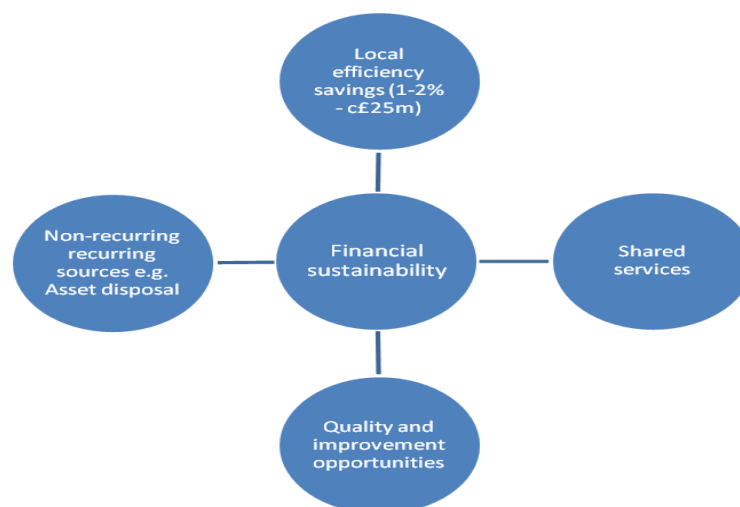 Local
efficiency
savings (1-2%
- c£25m)
Non-recurring
recurring
sources e.g.
Asset disposal
Financial
sustainability
Shared
services
Quality and
improvement
opportunities